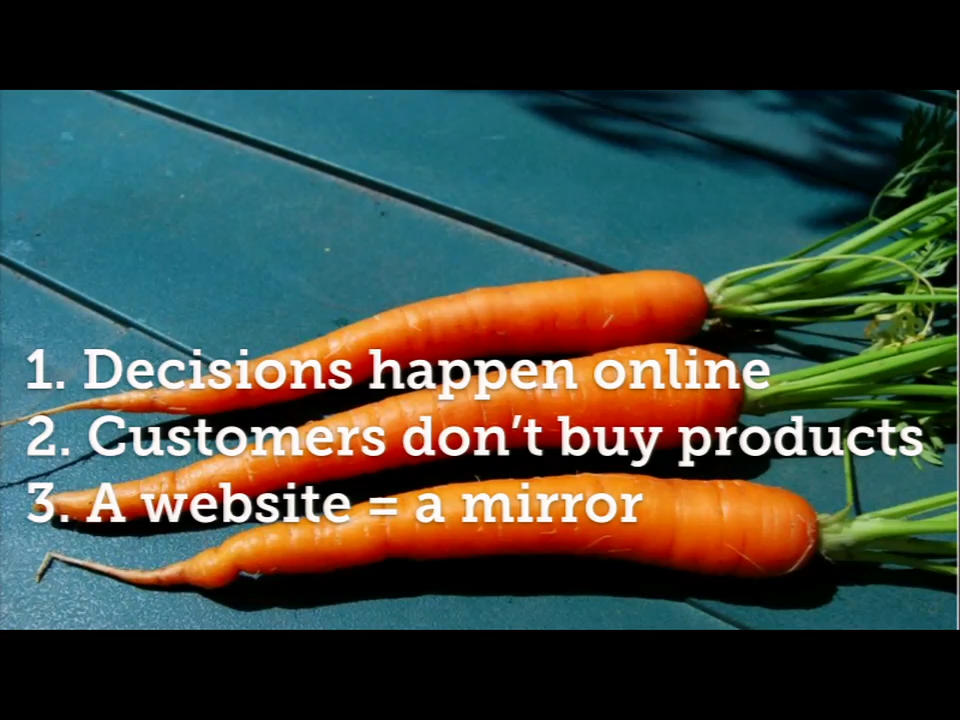 1. Decisions happen online
2. Customers don’t buy products
3. A website = a mirror